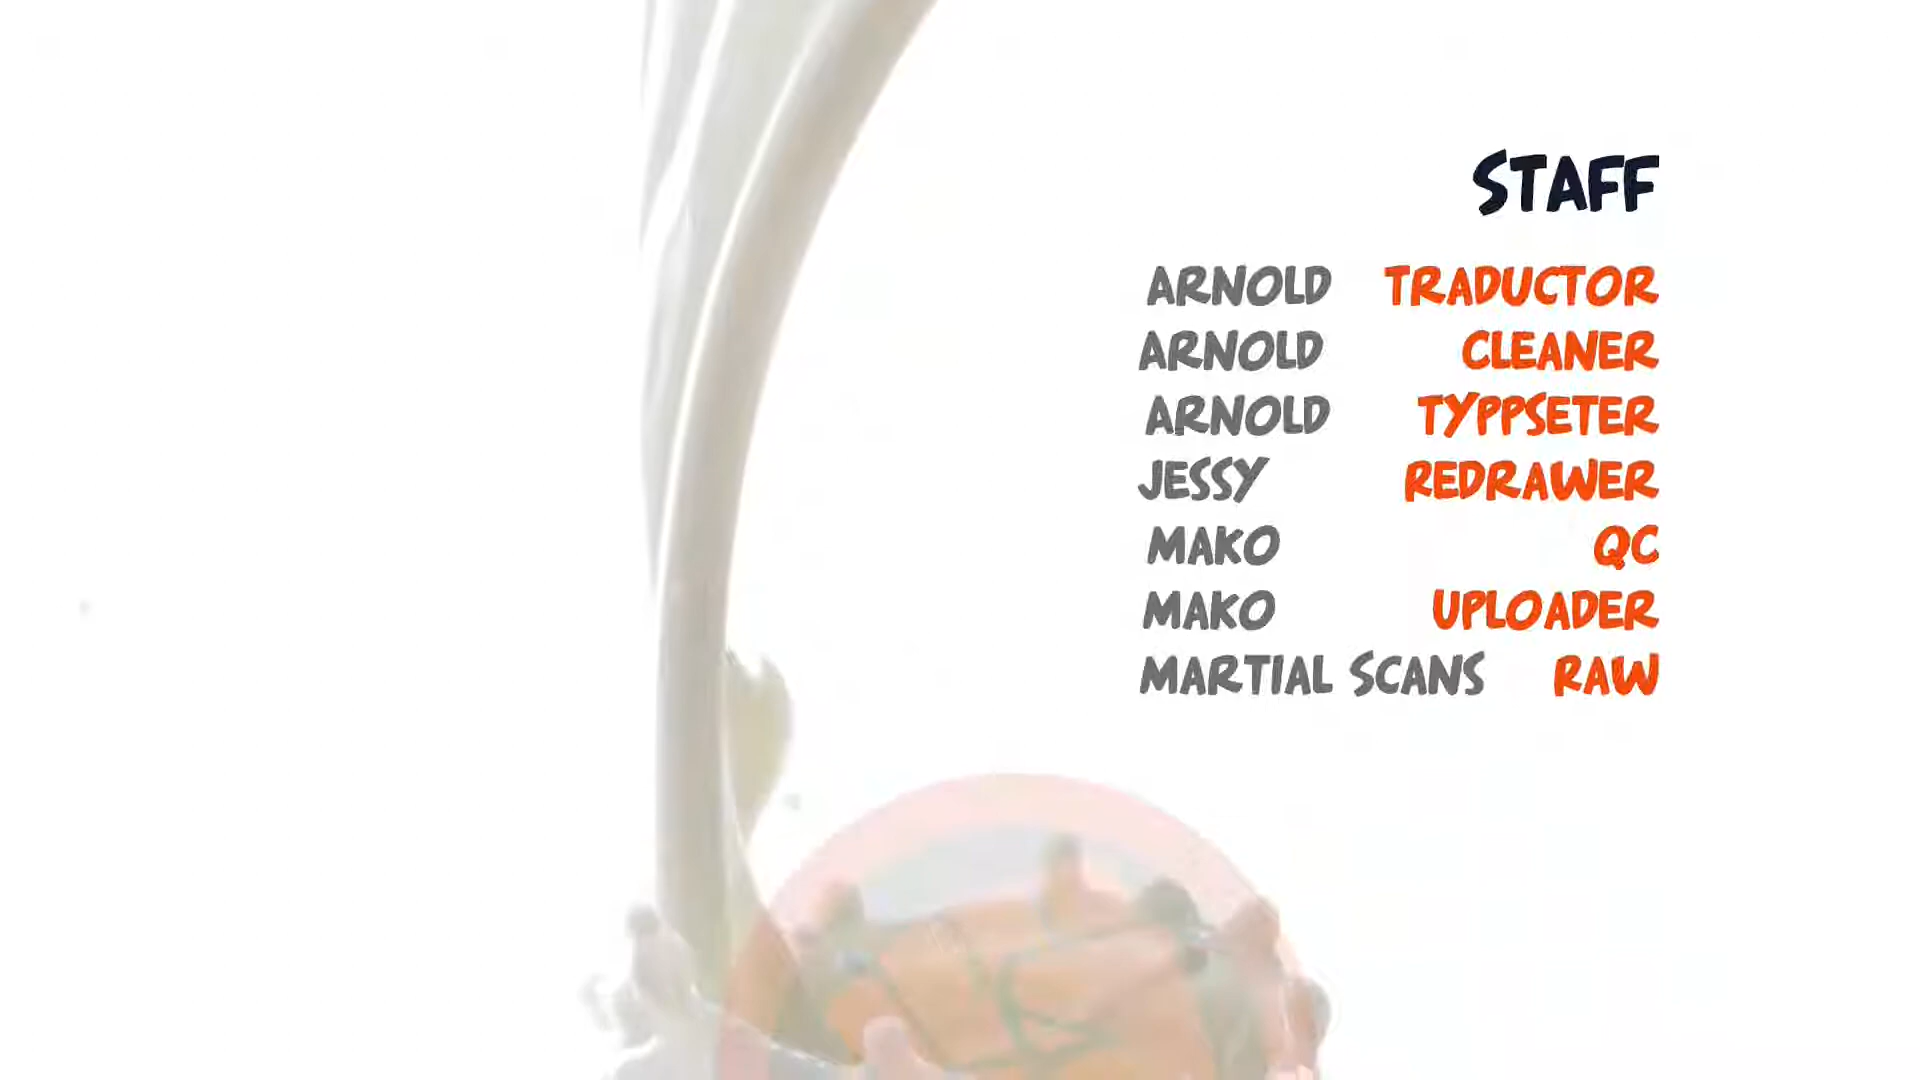 STAFF
ARNOLD TRADUCTOR
ARNOLD CLEANER
ARNOLD TYPPSETER
JESSY REDRAWER
MAKO QC
MAKO UPLOADER
MARTIAL SCANS RAW